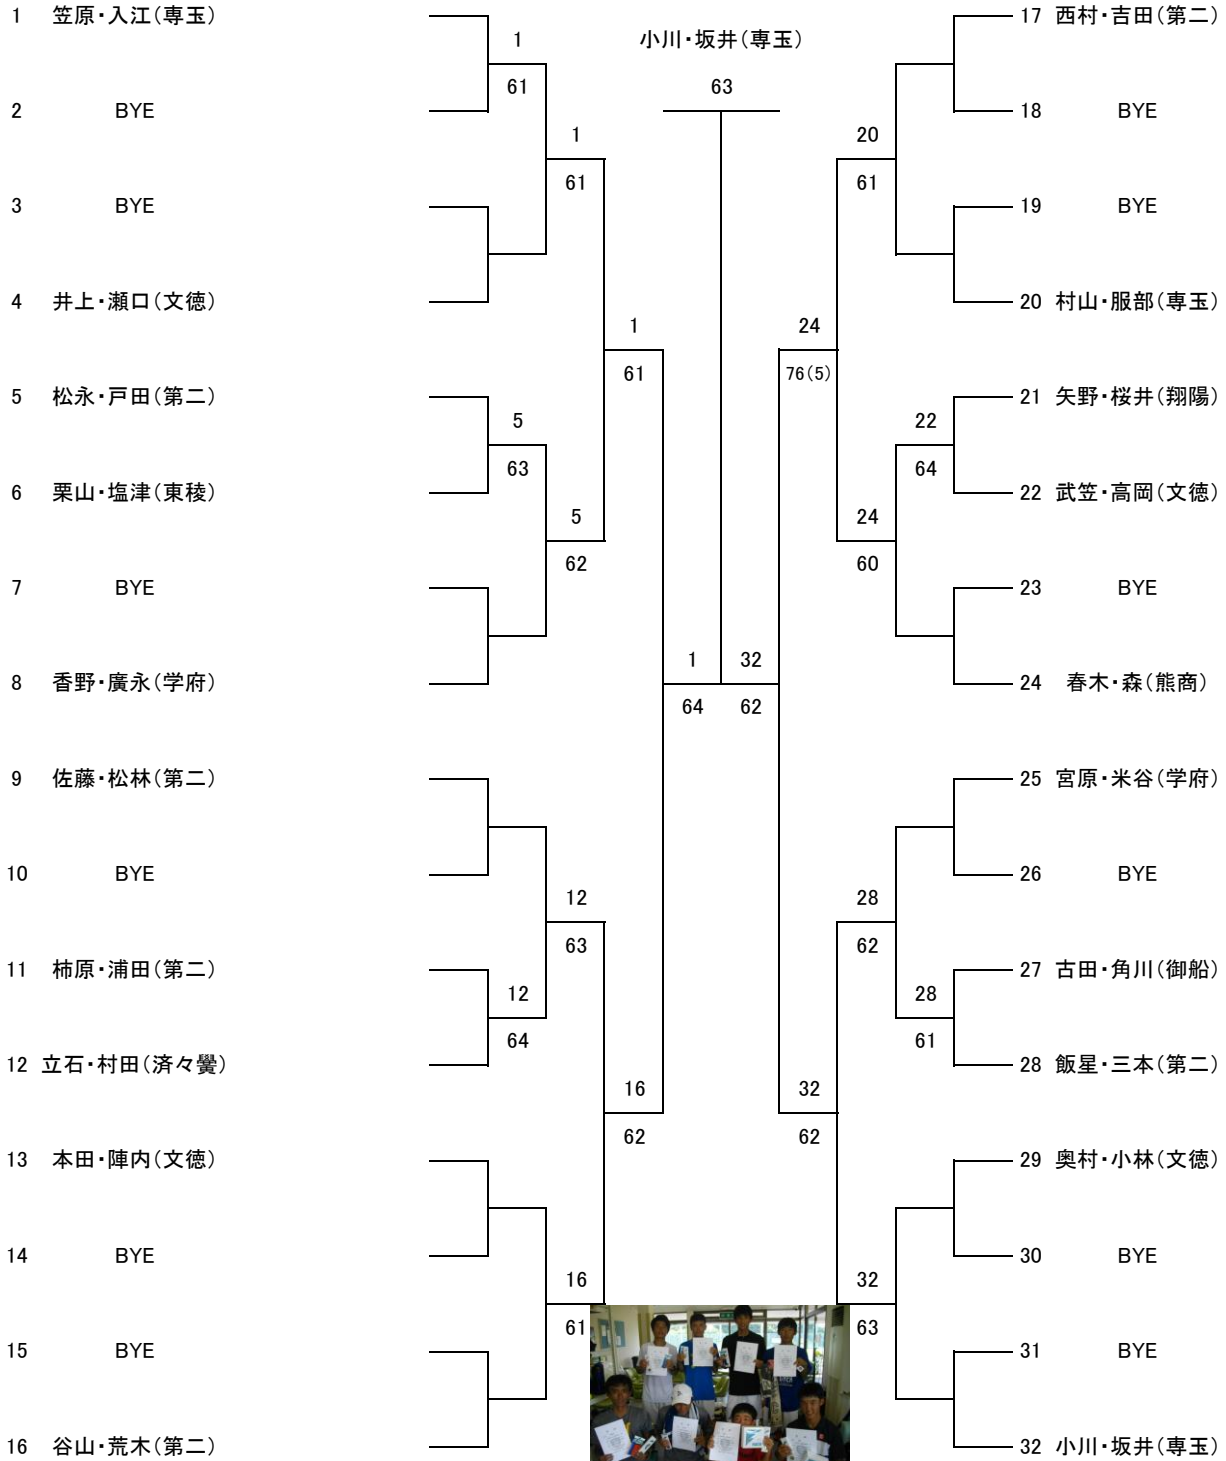 1 笠原・入江(専玉)
2 BYE
3 BYE
4 井上・瀬口(文徳)
5 松永・戸田(第二)
6 栗山・塩津(東稜)
7 BYE
8 香野・廣永(学府)
9 佐藤・松林(第二)
10 BYE
11 柿原・浦田(第二)
12 立石・村田(済々黌)
13 本田・陣内(文徳)
14 BYE
15 BYE
16 谷山・荒木(第二)
1
61
5
63
12
64
1
61
5
62
12
63
16
61
1
61
16
62
1
64
小川・坂井(専玉)
63
32
62
24
76(5)
32
62
20
61
24
60
28
62
32
63
22
64
28
61
17 西村・吉田(第二)
18 BYE
19 BYE
20 村山・服部(専玉)
21 矢野・桜井(翔陽)
22 武笠・高岡(文徳)
23 BYE
24 春木・森(熊商)
25 宮原・米谷(学府)
26 BYE
27 古田・角川(御船)
28 飯星・三本(第二)
29 奥村・小林(文徳)
30 BYE
31 BYE
32 小川・坂井(専玉)